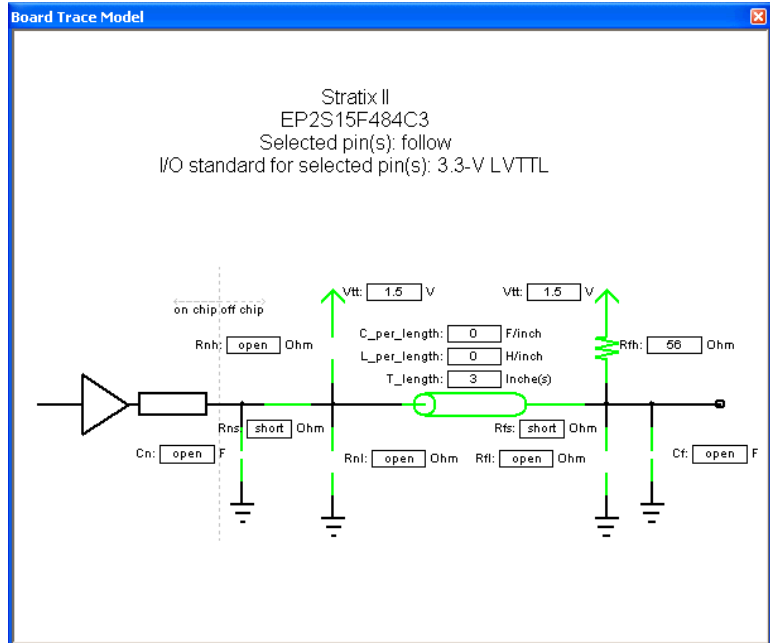 Board Trace Model
Stratix II
EP2S15F484C3
Selected pin(s): follow
I/O standard for selected pin(s): 3.3-V LVTTL
Vtt: 1.5 V
Vtt: 1.5 V
on chip off chip
C_per_length: 0 F/inch
Rnh: open Ohm
L_per_length: 0 H/inch
Rfh: 56 Ohm
T_length: 3 Inche(s)
Rns: short Ohm
Rfs: short Ohm
Cn: open F
Rnl: open Ohm
Rfl: open Ohm
Cf: open F